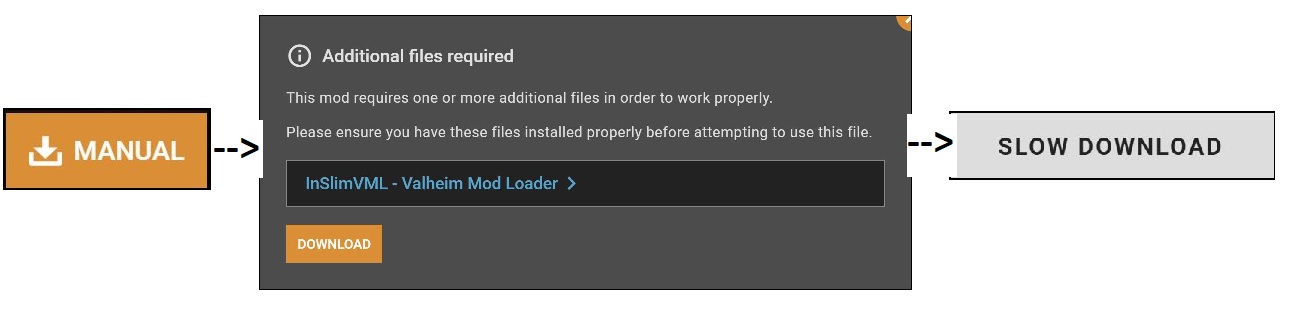 MANUAL
-->
Additional files required
This mod requires one or more additional files in order to work properly.
Please ensure you have these files installed properly before attempting to use this file.
InSlimVML - Valheim Mod Loader >
DOWNLOAD
-->
SLOW DOWNLOAD